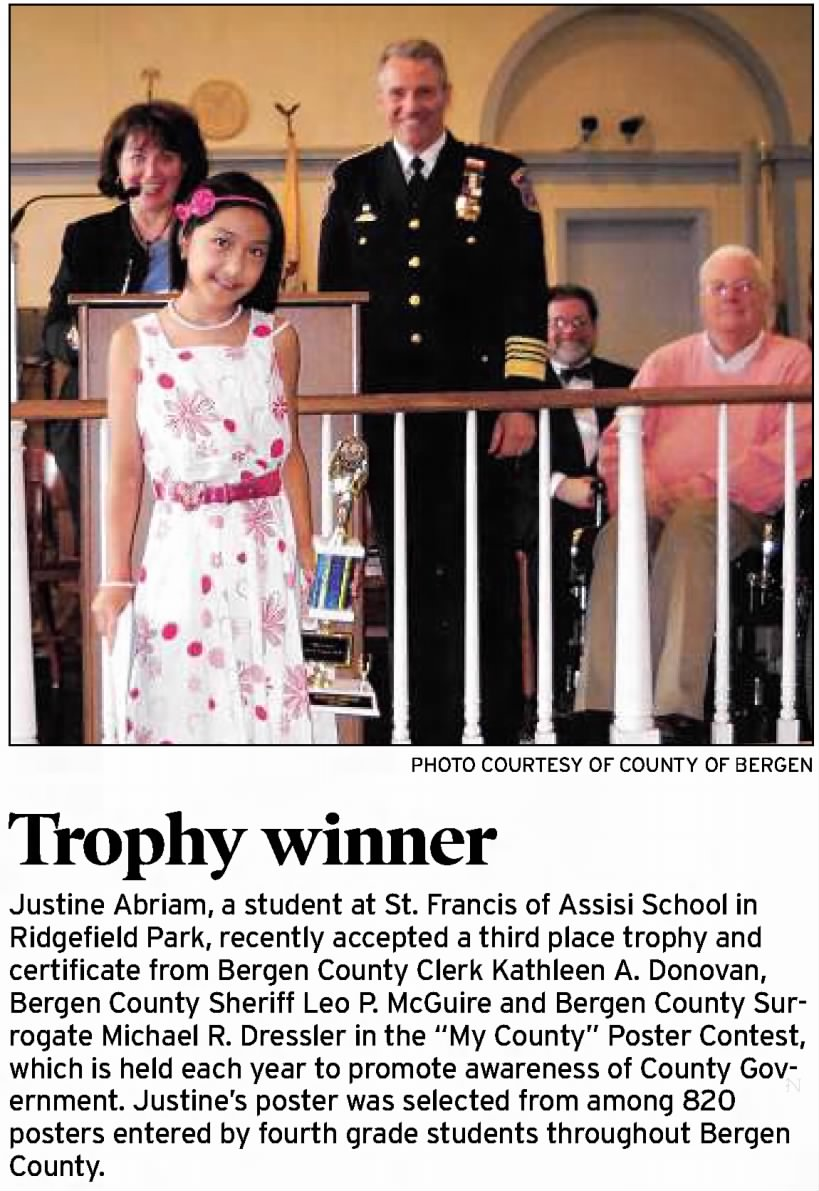 PHOTO COURTESY OF COUNTY OF BERGEN
Trophy winner
Justine Abriam, a student at St. Francis of Assisi School in
Ridgefield Park, recently accepted a third place trophy and
certificate from Bergen County Clerk Kathleen A. Donovan,
Bergen County Sheriff Leo P. McGuire and Bergen County Sur-
rogate Michael R. Dressler in the “My County” Poster Contest,
which is held each year to promote awareness of County Gov-
ernment. Justine’s poster was selected from among 820
posters entered by fourth grade students throughout Bergen
County.